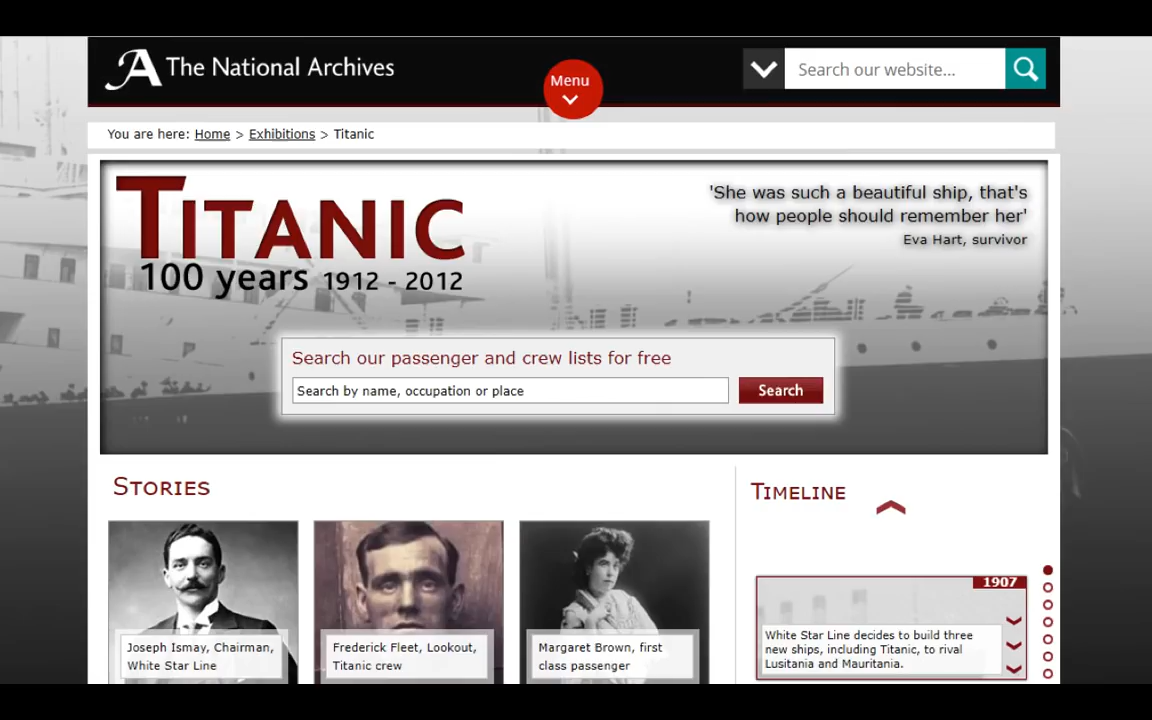 The National Archives
Menu
Search our website...
You are here: Home > Exhibitions > Titanic
TITANIC
100 years 1912 - 2012
'She was such a beautiful ship, that's
how people should remember her'
Eva Hart, survivor
Search our passenger and crew lists for free
Search by name, occupation or place
Search
STORIES
Joseph Ismay, Chairman,
White Star Line
Frederick Fleet, Lookout,
Titanic crew
Margaret Brown, first
class passenger
TIMELINE
1907
White Star Line decides to build three
new ships, including Titanic, to rival
Lusitania and Mauritania.